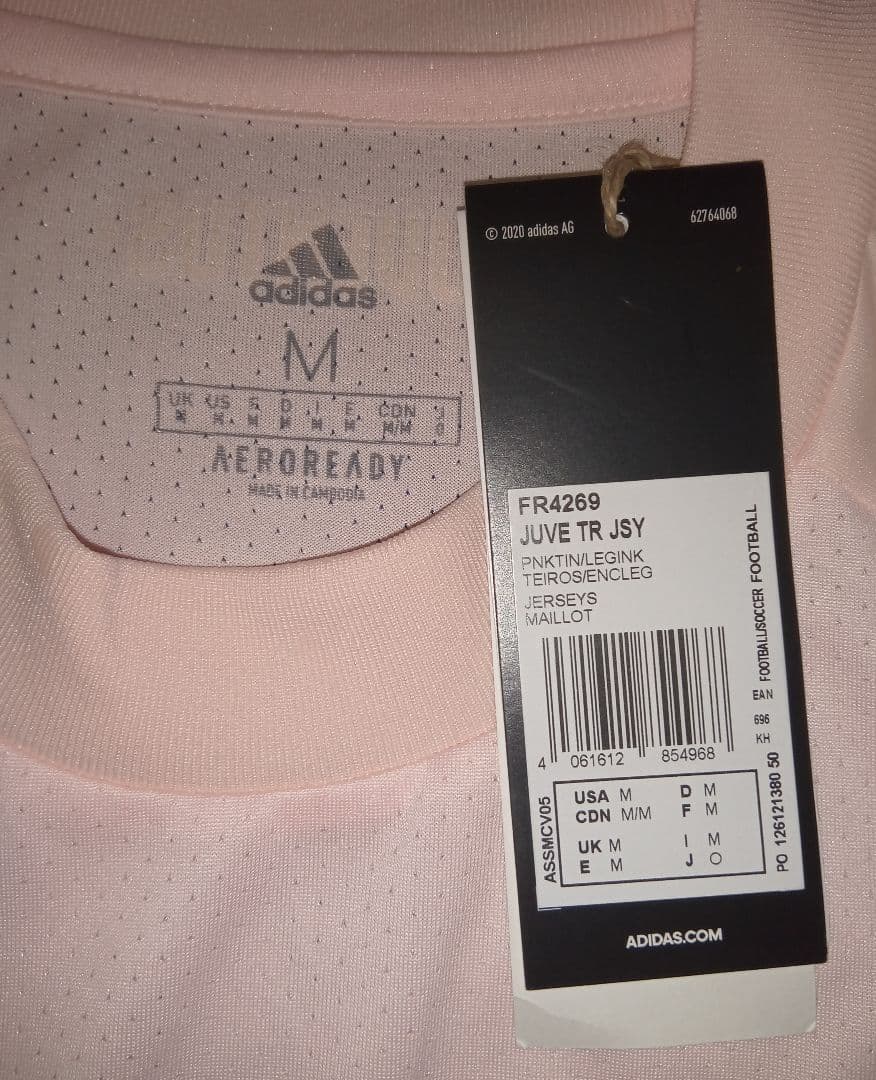 adidas
M
UK US F D I E CDN J
M M M M M M M/M O
AEROREADY
MADE IN CAMBODIA
© 2020 adidas AG
62764068
FR4269
JUVE TR JSY
PNKTIN/LEGINK
TEIROS/ENCLEG
JERSEYS
MAILLOT
4 061612 854968
FOOTBALL/SOCCER FOOTBALL
EAN
696
KH
PO 126121380 50
ASSMCV05
USA M D M
CDN M/M F M
UK M I M
E M J O
ADIDAS.COM